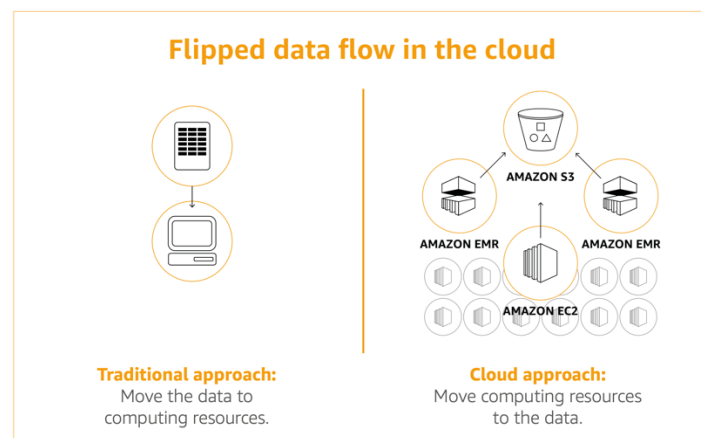 Flipped data flow in the cloud
AMAZON S3
AMAZON EMR
AMAZON EMR
AMAZON EC2
Traditional approach:
Move the data to
computing resources.
Cloud approach:
Move computing resources
to the data.